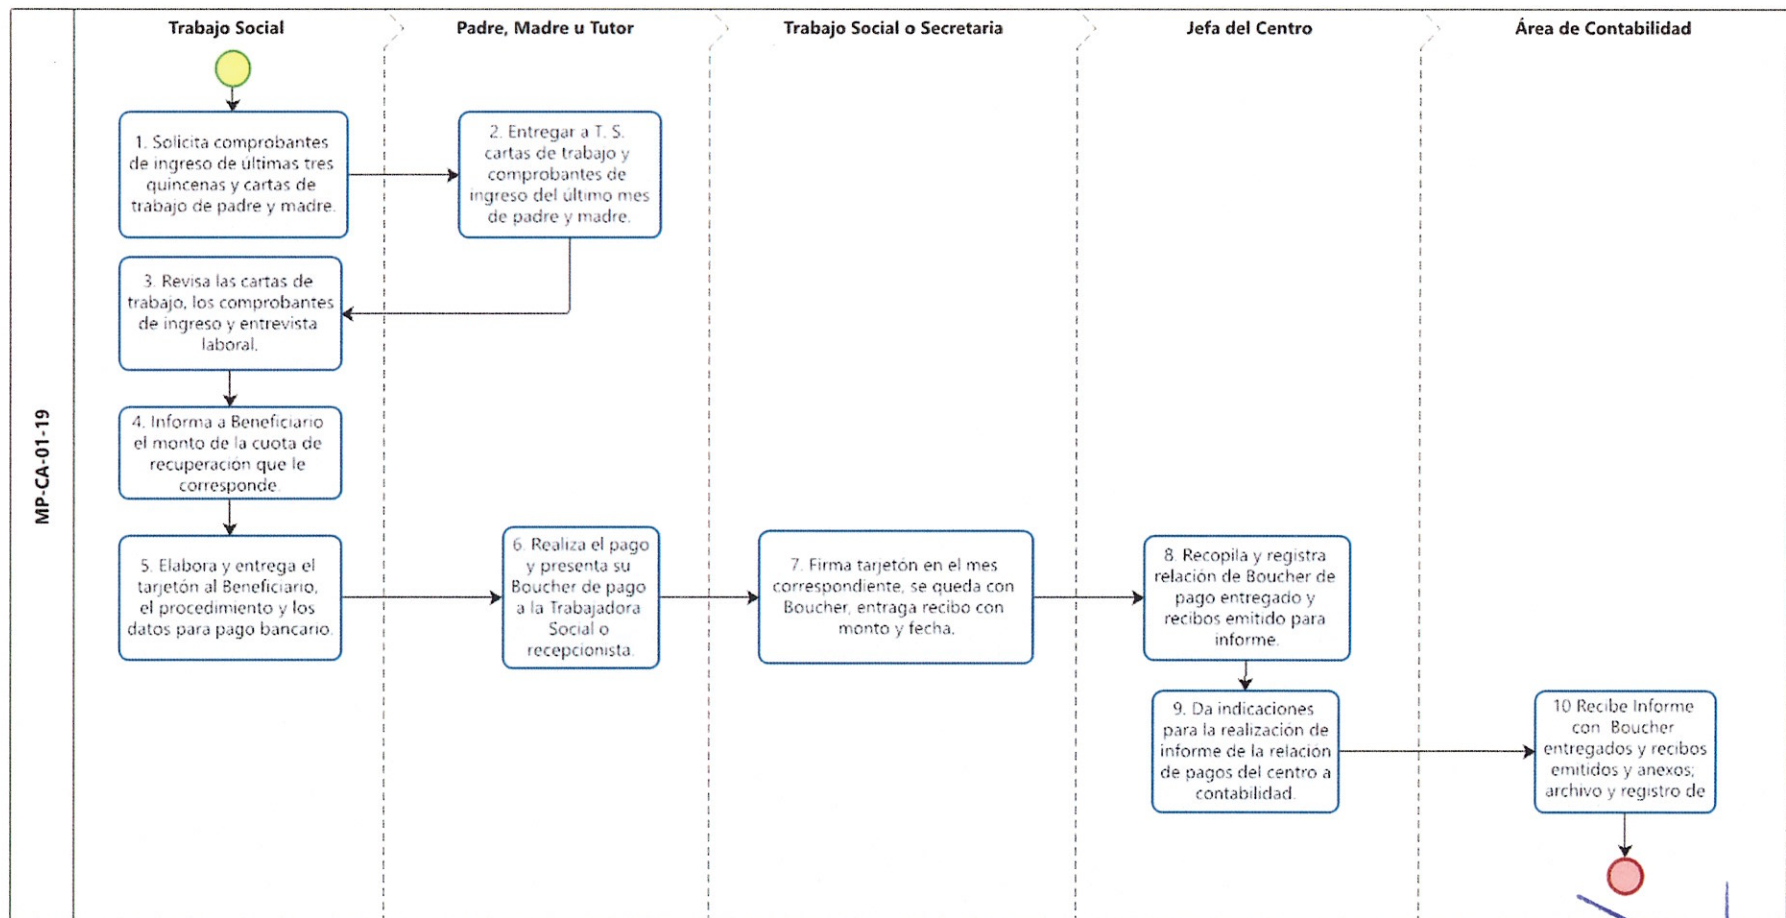 Trabajo Social
Padre, Madre u Tutor
Trabajo Social o Secretaria
Jefa del Centro
Área de Contabilidad
MP-CA-01-19
1. Solicita comprobantes
de ingreso de últimas tres
quincenas y cartas de
trabajo de padre y madre.
2. Entregar a T. S.
cartas de trabajo y
comprobantes de
ingreso del último mes
de padre y madre.
3. Revisa las cartas de
trabajo, los comprobantes
de ingreso y entrevista
laboral.
4. Informa a Beneficiario
el monto de la cuota de
recuperación que le
corresponde.
5. Elabora y entrega el
tarjetón al Beneficiario,
el procedimiento y los
datos para pago bancario.
6. Realiza el pago
y presenta su
Boucher de pago
a la Trabajadora
Social o
recepcionista.
7. Firma tarjetón en el mes
correspondiente, se queda con
Boucher, entraga recibo con
monto y fecha.
8. Recopila y registra
relación de Boucher de
pago entregado y
recibos emitido para
informe.
9. Da indicaciones
para la realización de
informe de la relación
de pagos del centro a
contabilidad.
10 Recibe Informe
con Boucher
entregados y recibos
emitidos y anexos;
archivo y registro de